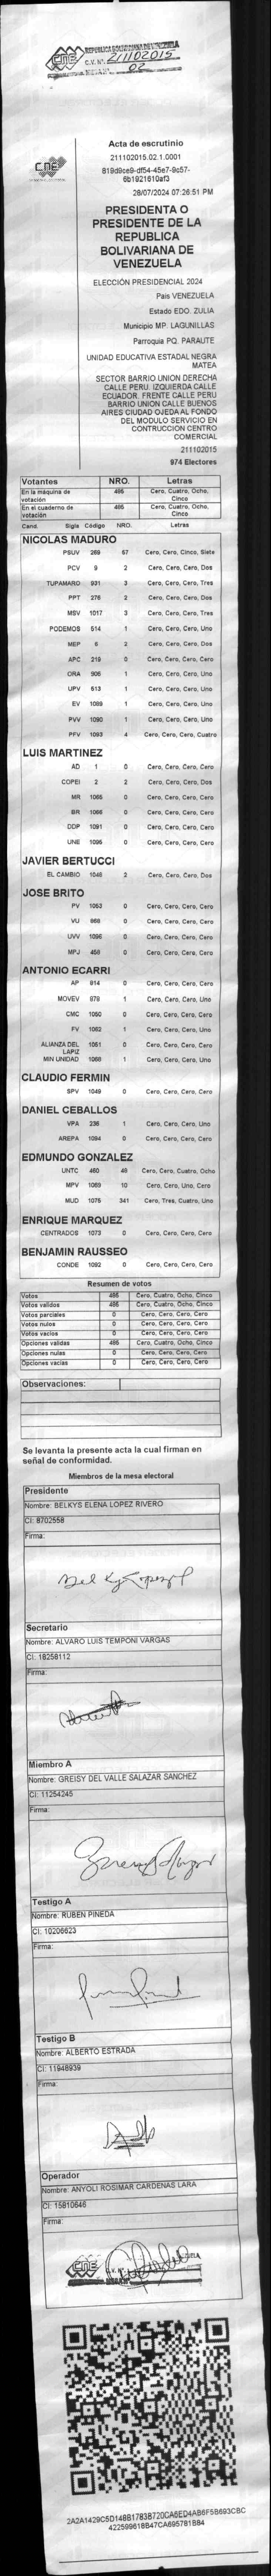 CNE
REPUBLICA BOLIVARIANA DE VENEZUELA
C.V. Nº. 211102015
02
CNE
Acta de escrutinio
211102015.02.1.0001
819d9ce9-df54-45e7-9c57-
6b1921610af3
28/07/2024 07:26:51 PM
PRESIDENTA O
PRESIDENTE DE LA
REPUBLICA
BOLIVARIANA DE
VENEZUELA
ELECCIÓN PRESIDENCIAL 2024
Pais VENEZUELA
Estado EDO. ZULIA
Municipio MP. LAGUNILLAS
Parroquia PQ. PARAUTE
UNIDAD EDUCATIVA ESTADAL NEGRA
MATEA
SECTOR BARRIO UNION DERECHA
CALLE PERU. IZQUIERDA CALLE
ECUADOR. FRENTE CALLE PERU
BARRIO UNION CALLE BUENOS
AIRES CIUDAD OJEDA AL FONDO
DEL MODULO SERVICIO EN
CONTRUCCION CENTRO
COMERCIAL
211102015
974 Electores
Votantes NRO. Letras
En la maquina de votación 485 Cero, Cuatro, Ocho, Cinco
En el cuaderno de votación 485 Cero, Cuatro, Ocho, Cinco
Cand. Sigla Codigo NRO. Letras
NICOLAS MADURO
PSUV 269 67 Cero, Cero, Cinco, Siete
PCV 9 2 Cero, Cero, Cero, Dos
TUPAMARO 931 3 Cero, Cero, Cero, Tres
PPT 276 2 Cero, Cero, Cero, Dos
MSV 1017 3 Cero, Cero, Cero, Tres
PODEMOS 514 1 Cero, Cero, Cero, Uno
MEP 6 2 Cero, Cero, Cero, Dos
APC 219 0 Cero, Cero, Cero, Cero
ORA 906 1 Cero, Cero, Cero, Uno
UPV 513 1 Cero, Cero, Cero, Uno
EV 1089 1 Cero, Cero, Cero, Uno
PVV 1090 1 Cero, Cero, Cero, Uno
PFV 1093 4 Cero, Cero, Cero, Cuatro
LUIS MARTINEZ
AD 1 0 Cero, Cero, Cero, Cero
COPEI 2 2 Cero, Cero, Cero, Dos
MR 1066 0 Cero, Cero, Cero, Cero
BR 1066 0 Cero, Cero, Cero, Cero
DDP 1091 0 Cero, Cero, Cero, Cero
UNE 1095 0 Cero, Cero, Cero, Cero
JAVIER BERTUCCI
EL CAMBIO 1046 2 Cero, Cero, Cero, Dos
JOSE BRITO
PV 1053 0 Cero, Cero, Cero, Cero
VU 868 0 Cero, Cero, Cero, Cero
UVV 1096 0 Cero, Cero, Cero, Cero
MPJ 458 0 Cero, Cero, Cero, Cero
ANTONIO ECARRI
AP 914 0 Cero, Cero, Cero, Cero
MOVEV 978 1 Cero, Cero, Cero, Uno
CMC 1050 0 Cero, Cero, Cero, Cero
FV 1062 1 Cero, Cero, Cero, Uno
ALIANZA DEL LAPIZ 1051 0 Cero, Cero, Cero, Cero
MIN UNIDAD 1068 1 Cero, Cero, Cero, Uno
CLAUDIO FERMIN
SPV 1049 0 Cero, Cero, Cero, Cero
DANIEL CEBALLOS
VPA 236 1 Cero, Cero, Cero, Uno
AREPA 1094 0 Cero, Cero, Cero, Cero
EDMUNDO GONZALEZ
UNTC 460 48 Cero, Cero, Cuatro, Ocho
MPV 1069 10 Cero, Cero, Uno, Cero
MUD 1075 341 Cero, Tres, Cuatro, Uno
ENRIQUE MARQUEZ
CENTRADOS 1073 0 Cero, Cero, Cero, Cero
BENJAMIN RAUSSEO
CONDE 1092 0 Cero, Cero, Cero, Cero
Resumen de votos
Votos 485 Cero, Cuatro, Ocho, Cinco
Votos validos 485 Cero, Cuatro, Ocho, Cinco
Votos parciales 0 Cero, Cero, Cero, Cero
Votos nulos 0 Cero, Cero, Cero, Cero
Votos vacios 0 Cero, Cero, Cero, Cero
Opciones validas 485 Cero, Cuatro, Ocho, Cinco
Opciones nulas 0 Cero, Cero, Cero, Cero
Opciones vacias 0 Cero, Cero, Cero, Cero
Observaciones:
Se levanta la presente acta la cual firman en
señal de conformidad.
Miembros de la mesa electoral
Presidente
Nombre: BELKYS ELENA LOPEZ RIVERO
CI: 8702558
Firma:
Secretario
Nombre: ALVARO LUIS TEMPONI VARGAS
CI: 18258112
Firma:
Miembro A
Nombre: GREISY DEL VALLE SALAZAR SANCHEZ
CI: 11254245
Firma:
Testigo A
Nombre: RUBEN PINEDA
CI: 10206623
Firma:
Testigo B
Nombre: ALBERTO ESTRADA
CI: 11948939
Firma:
Operador
Nombre: ANYOLI ROSIMAR CARDENAS LARA
CI: 15810646
Firma:
CNE
2A2A1429C5D148B1783B720CA6ED4AB6F5B693CBC
422599618B47CA695781B84